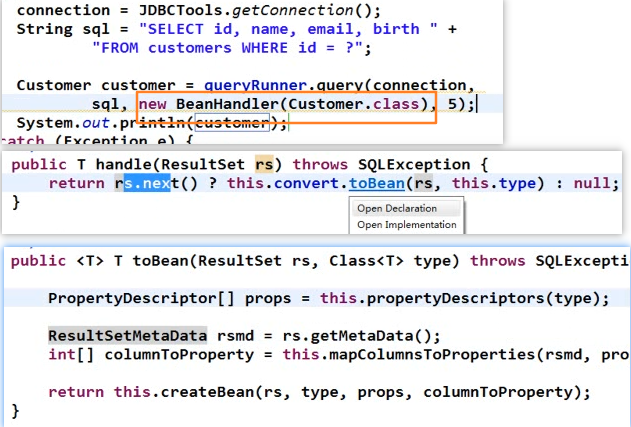 connection = JDBCTools.getConnection();
String sql = "SELECT id, name, email, birth " +
"FROM customers WHERE id = ?";
Customer customer = queryRunner.query(connection,
sql, new BeanHandler(Customer.class), 5);
System.out.println(customer);
catch (Exception e) {
public T handle(ResultSet rs) throws SQLException {
return rs.next() ? this.convert.toBean(rs, this.type) : null;
}
Open Declaration
Open Implementation
public <T> T toBean(ResultSet rs, Class<T> type) throws SQLExcepti
PropertyDescriptor[] props = this.propertyDescriptors(type);
ResultSetMetaData rsmd = rs.getMetaData();
int[] columnToProperty = this.mapColumnsToProperties(rsmd, pro
return this.createBean(rs, type, props, columnToProperty);
}